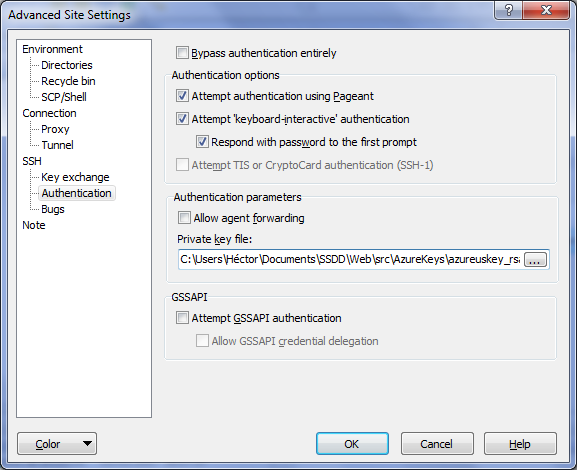 Advanced Site Settings
Environment
Directories
Recycle bin
SCP/Shell
Connection
Proxy
Tunnel
SSH
Key exchange
Authentication
Bugs
Note
Bypass authentication entirely
Authentication options
Attempt authentication using Pageant
Attempt 'keyboard-interactive' authentication
Respond with password to the first prompt
Attempt TIS or CryptoCard authentication (SSH-1)
Authentication parameters
Allow agent forwarding
Private key file:
C:\Users\Héctor\Documents\SSDD\Web\src\AzureKeys\azureuskey_rsa ...
GSSAPI
Attempt GSSAPI authentication
Allow GSSAPI credential delegation
Color OK Cancel Help